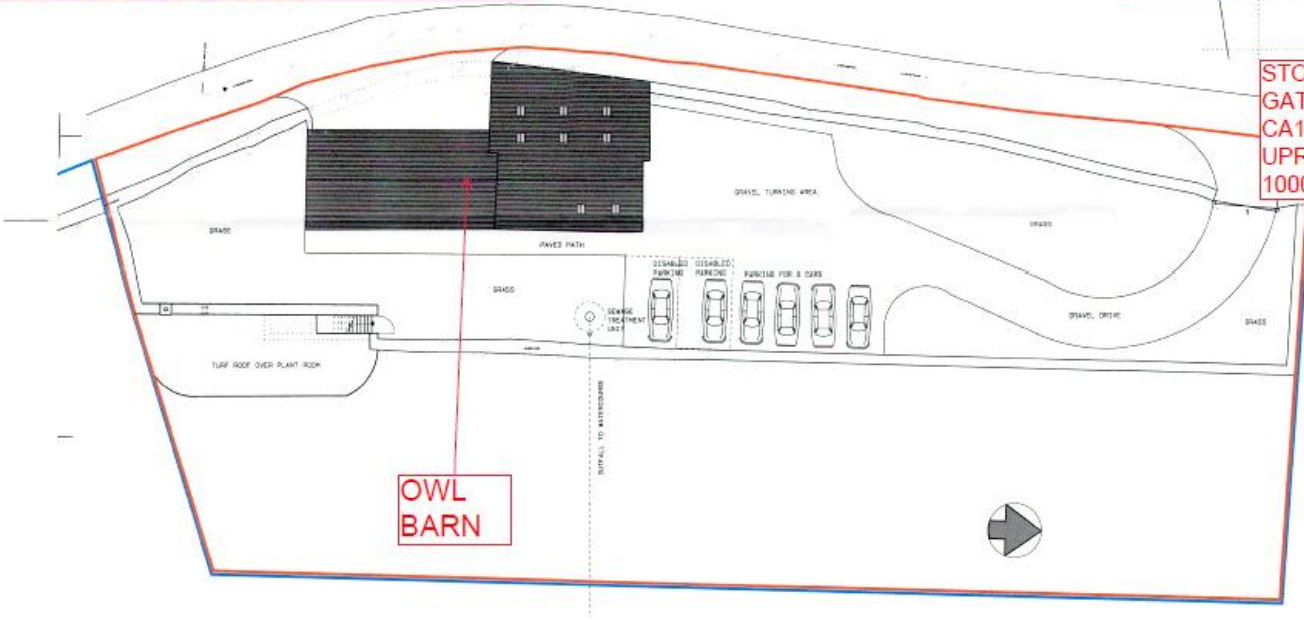 STO
GAT
CA1
UPR
1000
GRAVEL TURNING AREA
GRASS
GRASS
PAVED PATH
DISABLED
PARKING
DISABLED
PARKING
PARKING FOR 6 CARS
GRASS
SEWAGE
TREATMENT
UNIT
GRAVEL DRIVE
GRASS
TURF ROOF OVER PLANT ROOM
OUTFALL TO WATERCOURSE
OWL
BARN